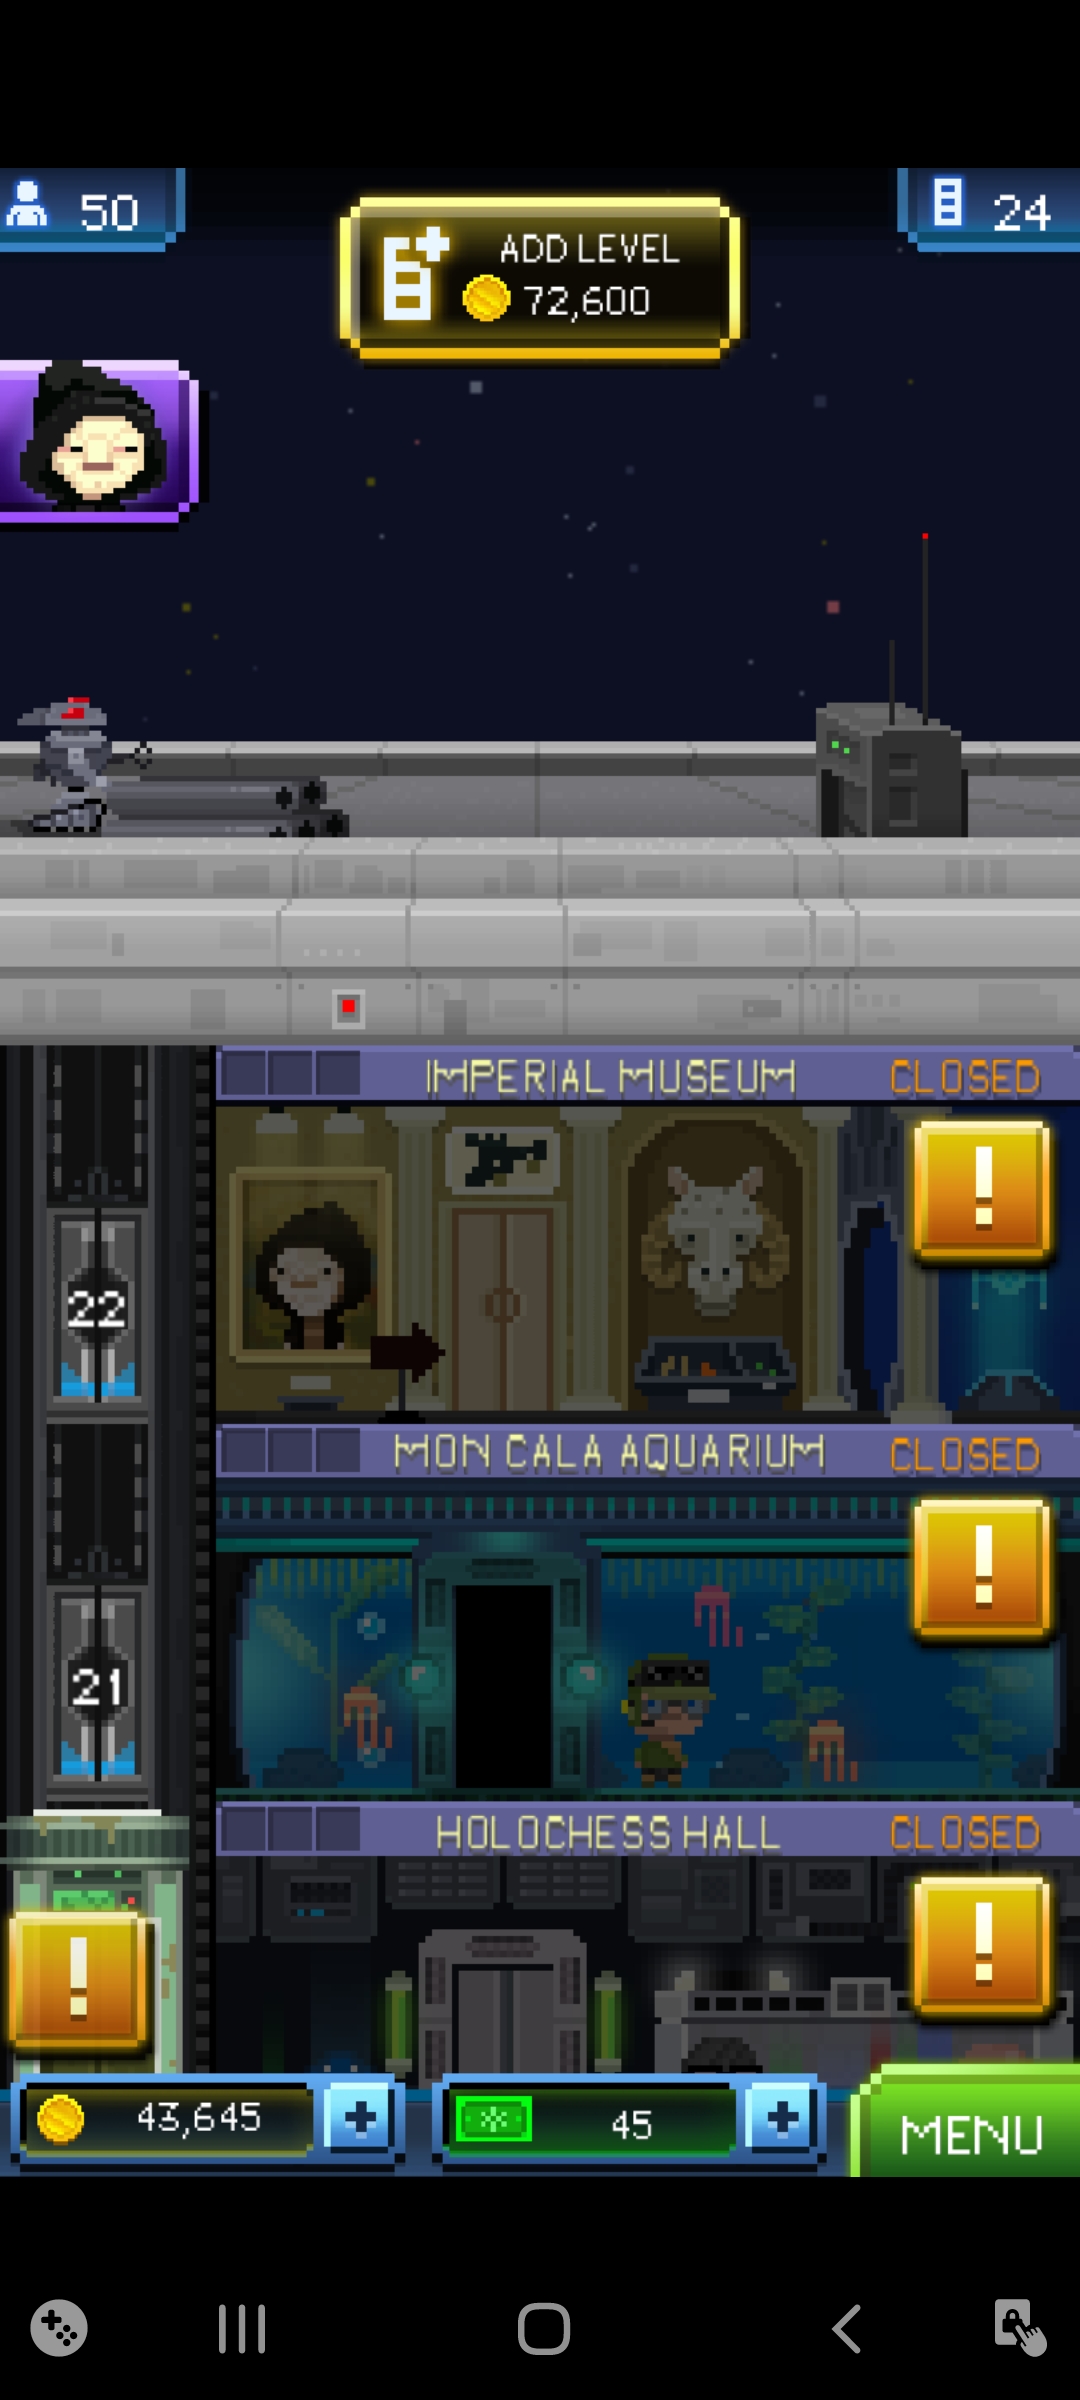 50
ADD LEVEL
72,600
24
IMPERIAL MUSEUM
CLOSED
!
22
MON CALA AQUARIUM
CLOSED
!
21
HOLOCHESS HALL
CLOSED
!
!
43,645
+
45
+
MENU